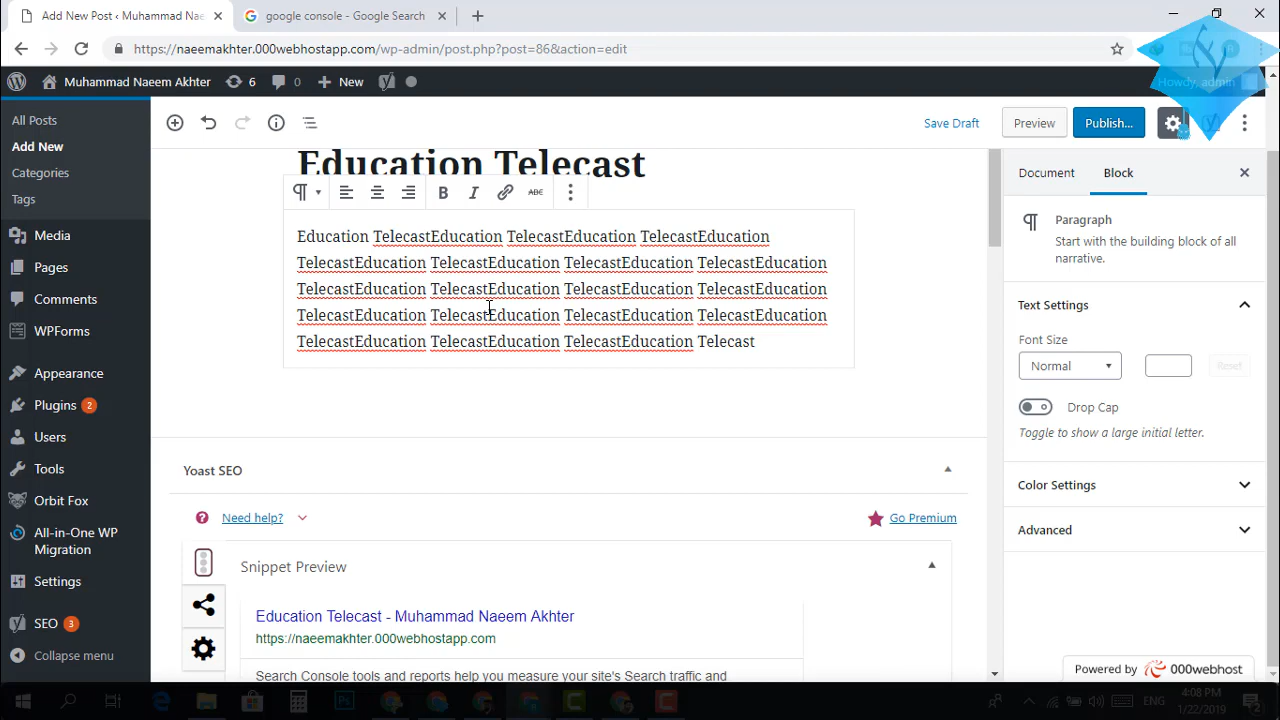 Add New Post ‹ Muhammad Nae
google console - Google Search
https://naeemakhter.000webhostapp.com/wp-admin/post.php?post=86&action=edit
Muhammad Naeem Akhter
6
0
New
Howdy, admin
All Posts
Add New
Categories
Tags
Media
Pages
Comments
WPForms
Appearance
Plugins 2
Users
Tools
Orbit Fox
All-in-One WP
Migration
Settings
SEO 3
Collapse menu
Save Draft
Preview
Publish...
Education Telecast
B
I
ABC
Education TelecastEducation TelecastEducation TelecastEducation
TelecastEducation TelecastEducation TelecastEducation TelecastEducation
TelecastEducation TelecastEducation TelecastEducation TelecastEducation
TelecastEducation TelecastEducation TelecastEducation TelecastEducation
TelecastEducation TelecastEducation TelecastEducation Telecast
Yoast SEO
Need help?
Go Premium
Snippet Preview
Education Telecast - Muhammad Naeem Akhter
https://naeemakhter.000webhostapp.com
Search Console tools and reports help you measure your site's Search traffic and
Document
Block
Paragraph
Start with the building block of all
narrative.
Text Settings
Font Size
Normal
Reset
Drop Cap
Toggle to show a large initial letter.
Color Settings
Advanced
Powered by 000webhost
ENG
4:08 PM
1/22/2019
2